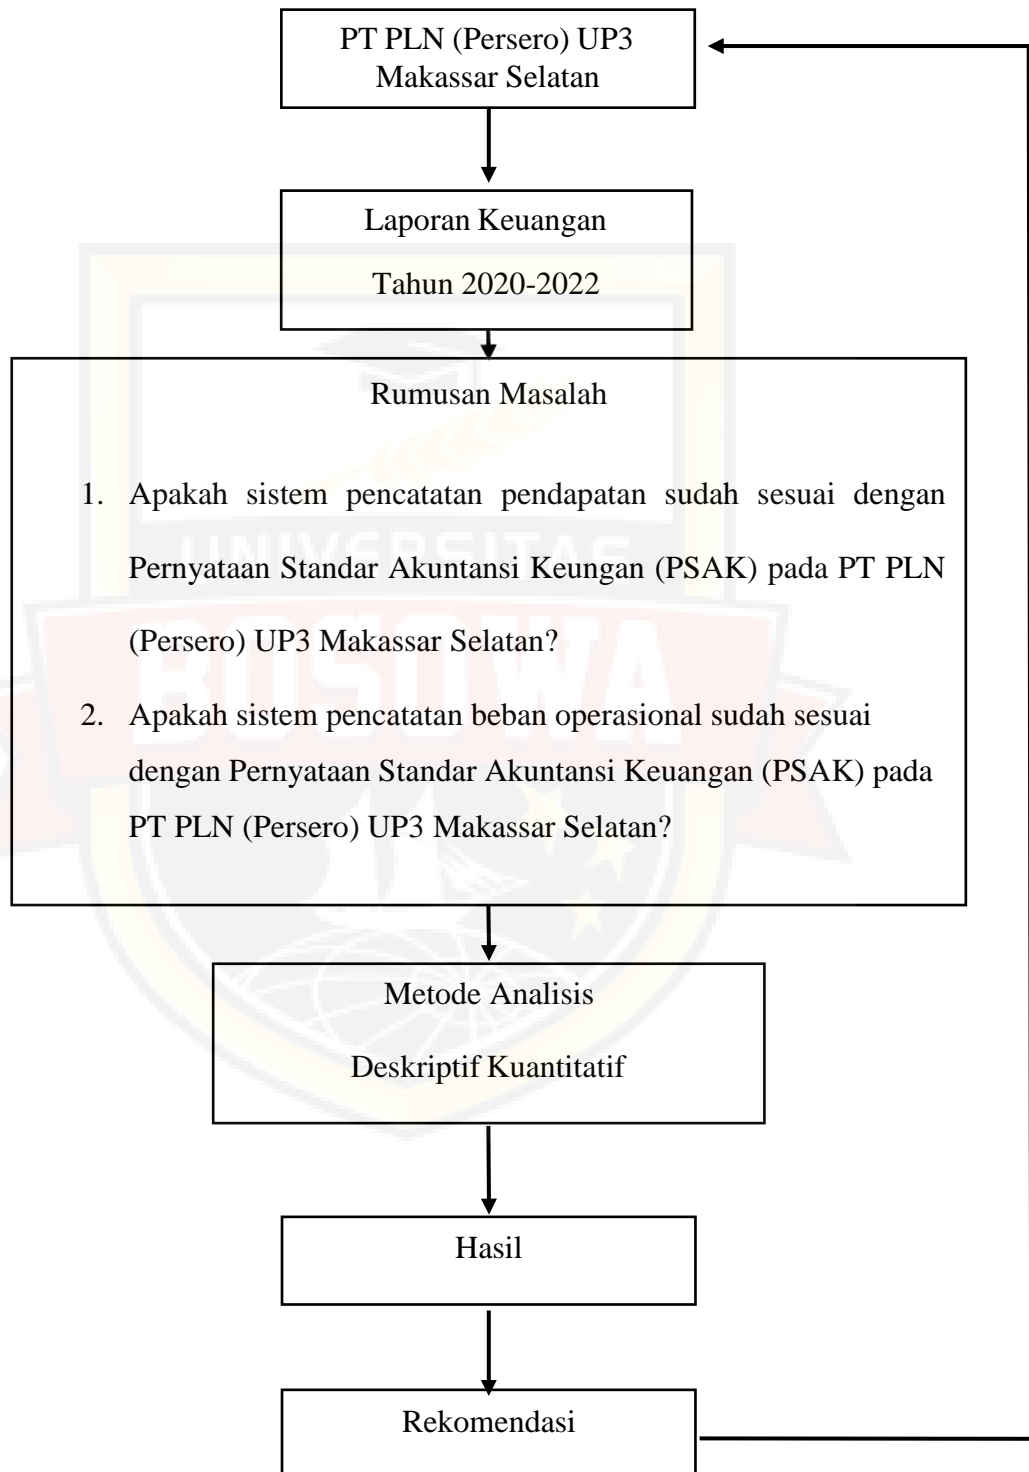 PT PLN (Persero) UP3
Makassar Selatan
Laporan Keuangan
Tahun 2020-2022
Rumusan Masalah
1. Apakah sistem pencatatan pendapatan sudah sesuai dengan
Pernyataan Standar Akuntansi Keungan (PSAK) pada PT PLN
(Persero) UP3 Makassar Selatan?
2. Apakah sistem pencatatan beban operasional sudah sesuai
dengan Pernyataan Standar Akuntansi Keuangan (PSAK) pada
PT PLN (Persero) UP3 Makassar Selatan?
UNIVERSITAS
BOSOWA
Metode Analisis
Deskriptif Kuantitatif
Hasil
Rekomendasi